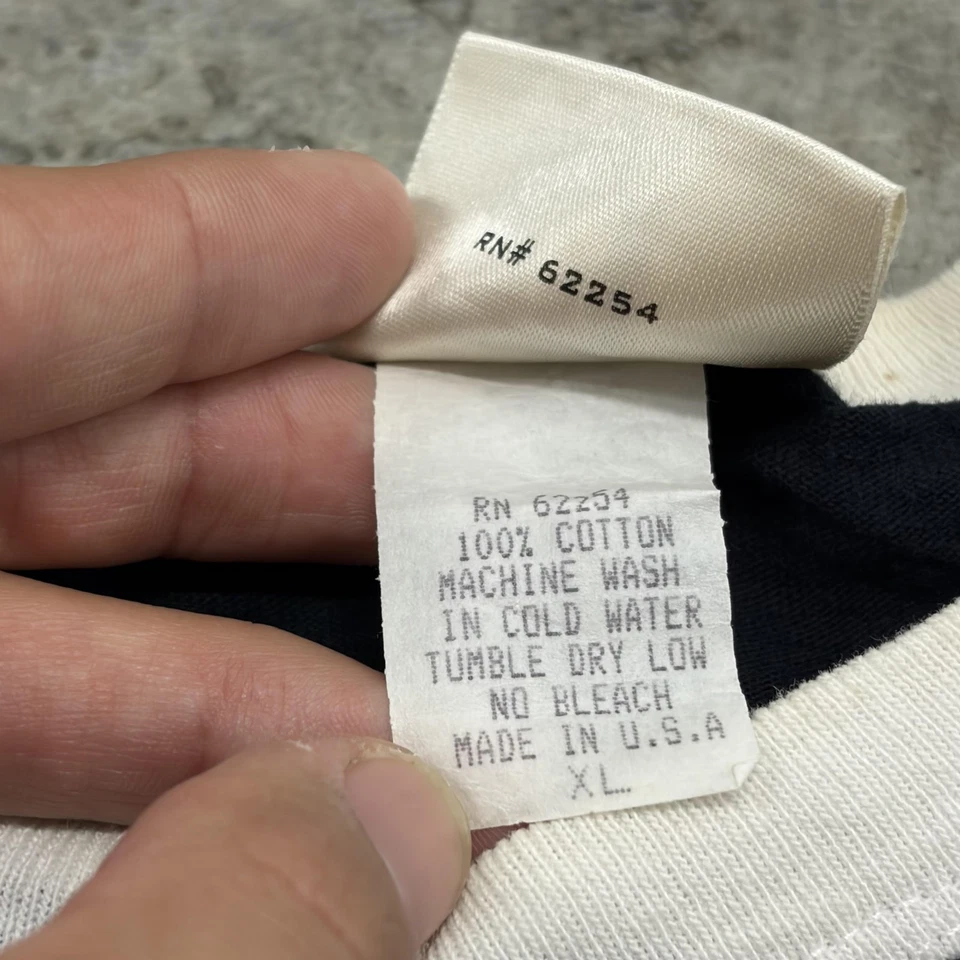 RN# 62254
RN 62254
100% COTTON
MACHINE WASH
IN COLD WATER
TUMBLE DRY LOW
NO BLEACH
MADE IN U.S.A
XL